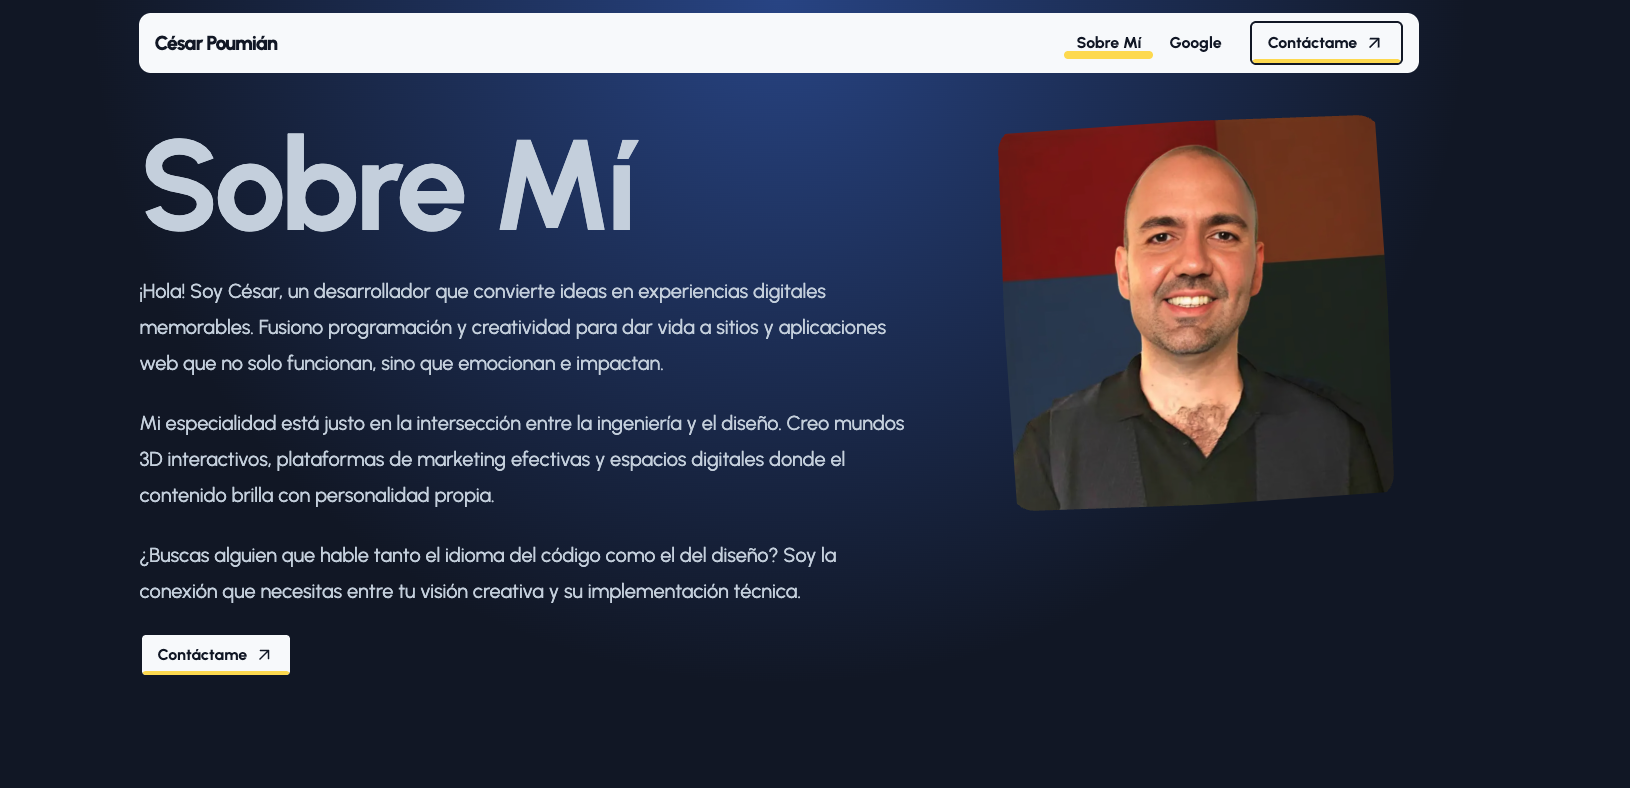 César Poumián
Sobre Mí
Google
Contáctame
Sobre Mí
¡Hola! Soy César, un desarrollador que convierte ideas en experiencias digitales
memorables. Fusiono programación y creatividad para dar vida a sitios y aplicaciones
web que no solo funcionan, sino que emocionan e impactan.
Mi especialidad está justo en la intersección entre la ingeniería y el diseño. Creo mundos
3D interactivos, plataformas de marketing efectivas y espacios digitales donde el
contenido brilla con personalidad propia.
¿Buscas alguien que hable tanto el idioma del código como el del diseño? Soy la
conexión que necesitas entre tu visión creativa y su implementación técnica.
Contáctame